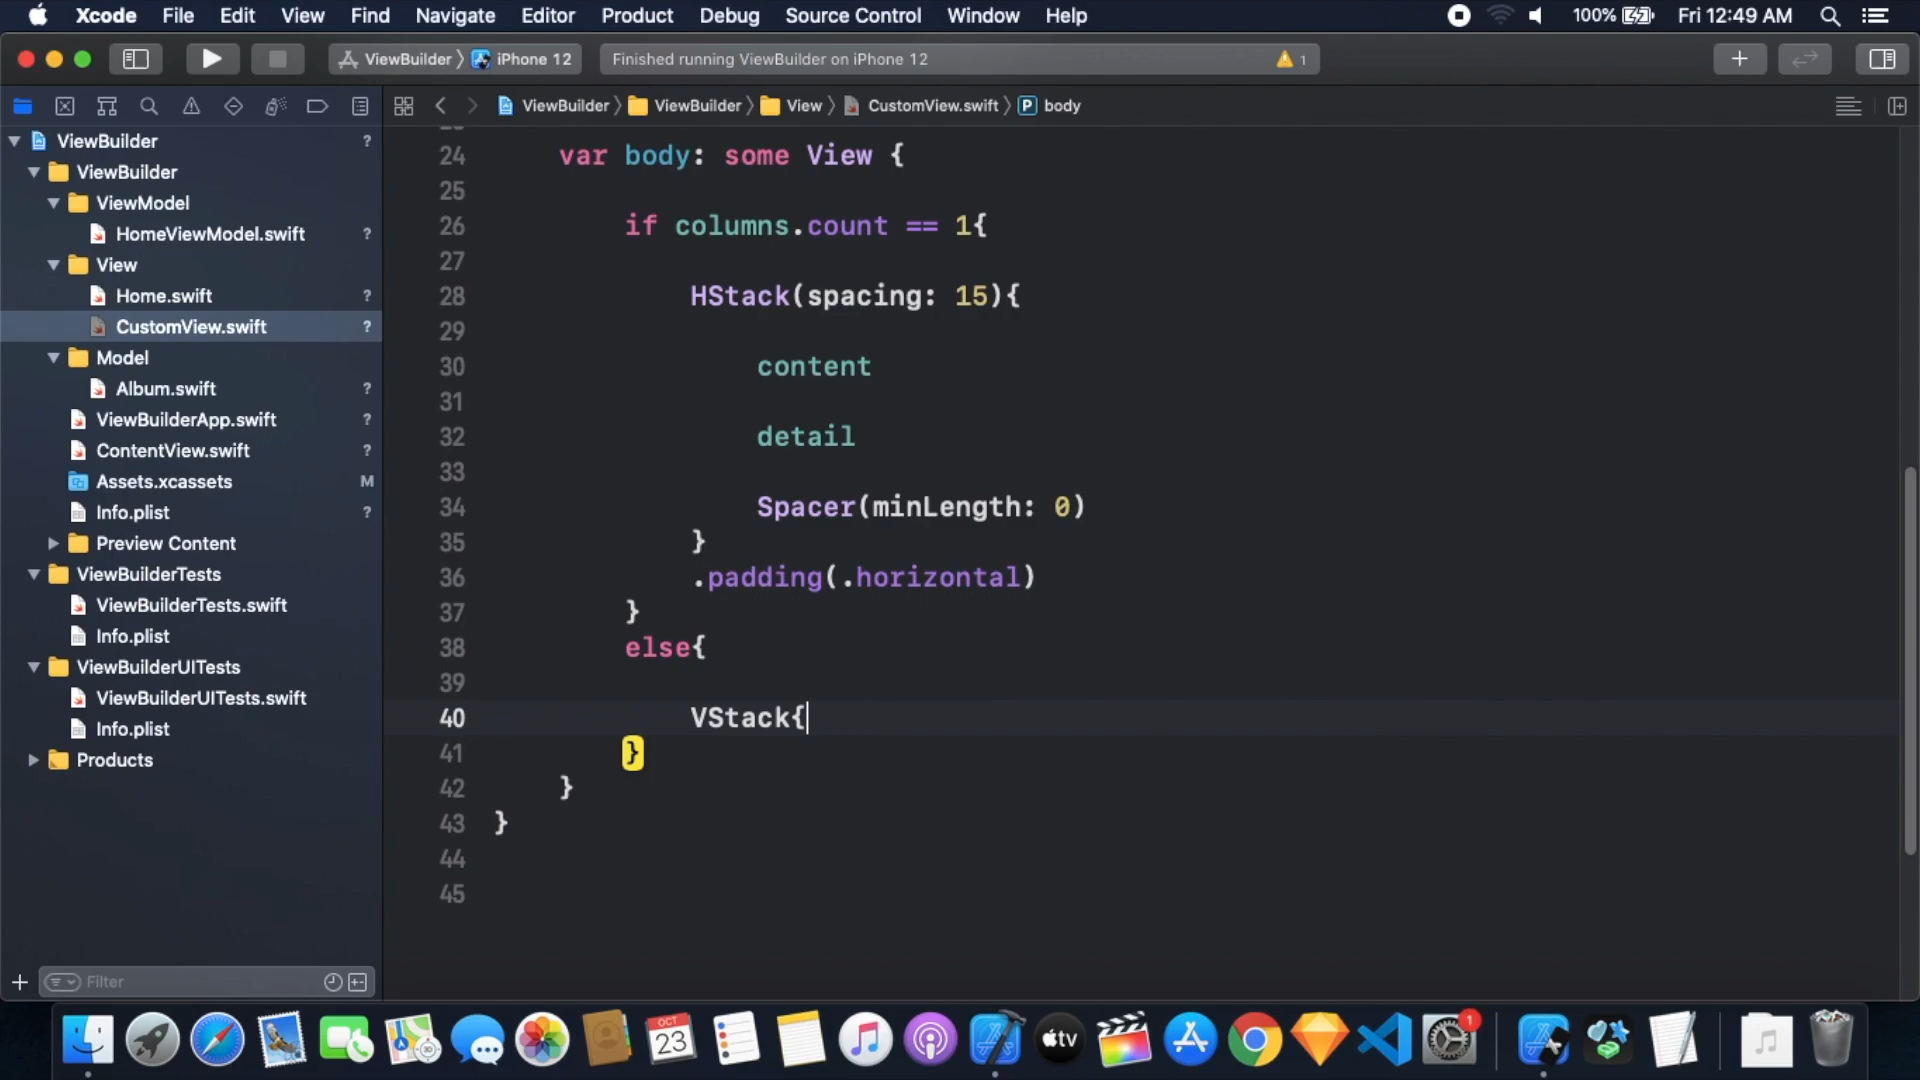 Xcode File Edit View Find Navigate Editor Product Debug Source Control Window Help 100% Fri 12:49 AM
ViewBuilder 〉 iPhone 12 Finished running ViewBuilder on iPhone 12 1
ViewBuilder 〉 ViewBuilder 〉 View 〉 CustomView.swift 〉 P body
ViewBuilder ?
ViewBuilder
ViewModel
HomeViewModel.swift ?
View
Home.swift ?
CustomView.swift ?
Model
Album.swift ?
ViewBuilderApp.swift ?
ContentView.swift ?
Assets.xcassets M
Info.plist ?
Preview Content
ViewBuilderTests
ViewBuilderTests.swift
Info.plist
ViewBuilderUITests
ViewBuilderUITests.swift
Info.plist
Products
Filter
24 var body: some View {
25
26 if columns.count == 1{
27
28 HStack(spacing: 15){
29
30 content
31
32 detail
33
34 Spacer(minLength: 0)
35 }
36 .padding(.horizontal)
37 }
38 else{
39
40 VStack{
41 }
42 }
43 }
44
45
OCT
23
tv
1